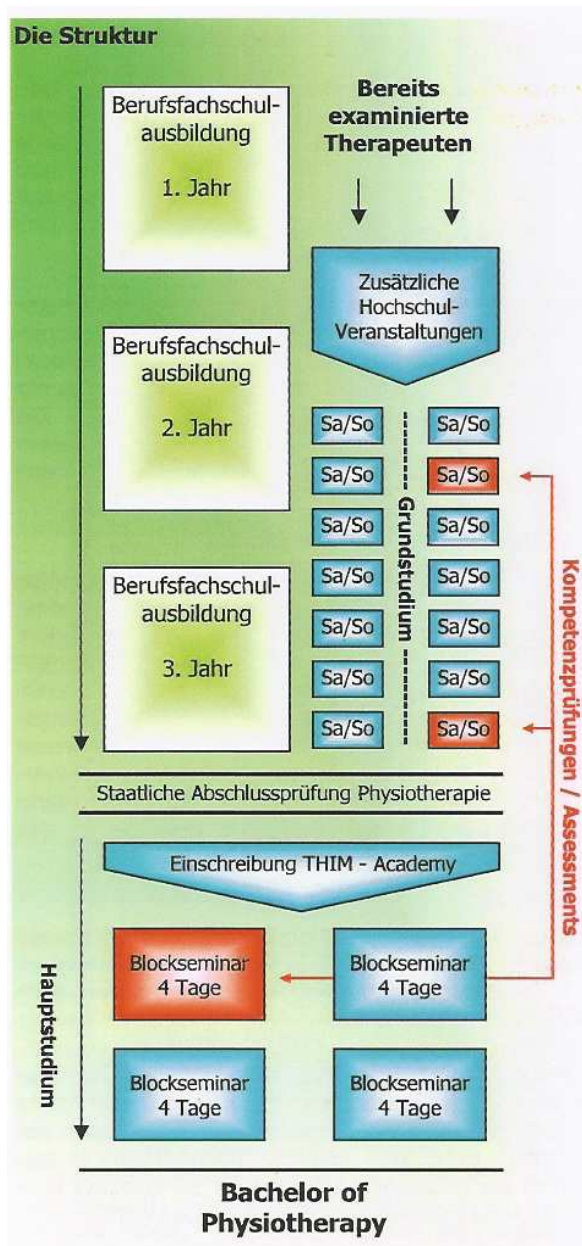 Die Struktur
Berufsfachschul-
ausbildung
1. Jahr
Bereits
examinierte
Therapeuten
Zusätzliche
Hochschul-
Veranstaltungen
Berufsfachschul-
ausbildung
2. Jahr
Sa/So
Sa/So
Sa/So
Sa/So
Sa/So
Sa/So
Sa/So
Grundstudium
Sa/So
Sa/So
Sa/So
Sa/So
Sa/So
Sa/So
Sa/So
Kompetenzprüfungen / Assessments
Berufsfachschul-
ausbildung
3. Jahr
Staatliche Abschlussprüfung Physiotherapie
Einschreibung THIM - Academy
Hauptstudium
Blockseminar
4 Tage
Blockseminar
4 Tage
Blockseminar
4 Tage
Blockseminar
4 Tage
Bachelor of
Physiotherapy